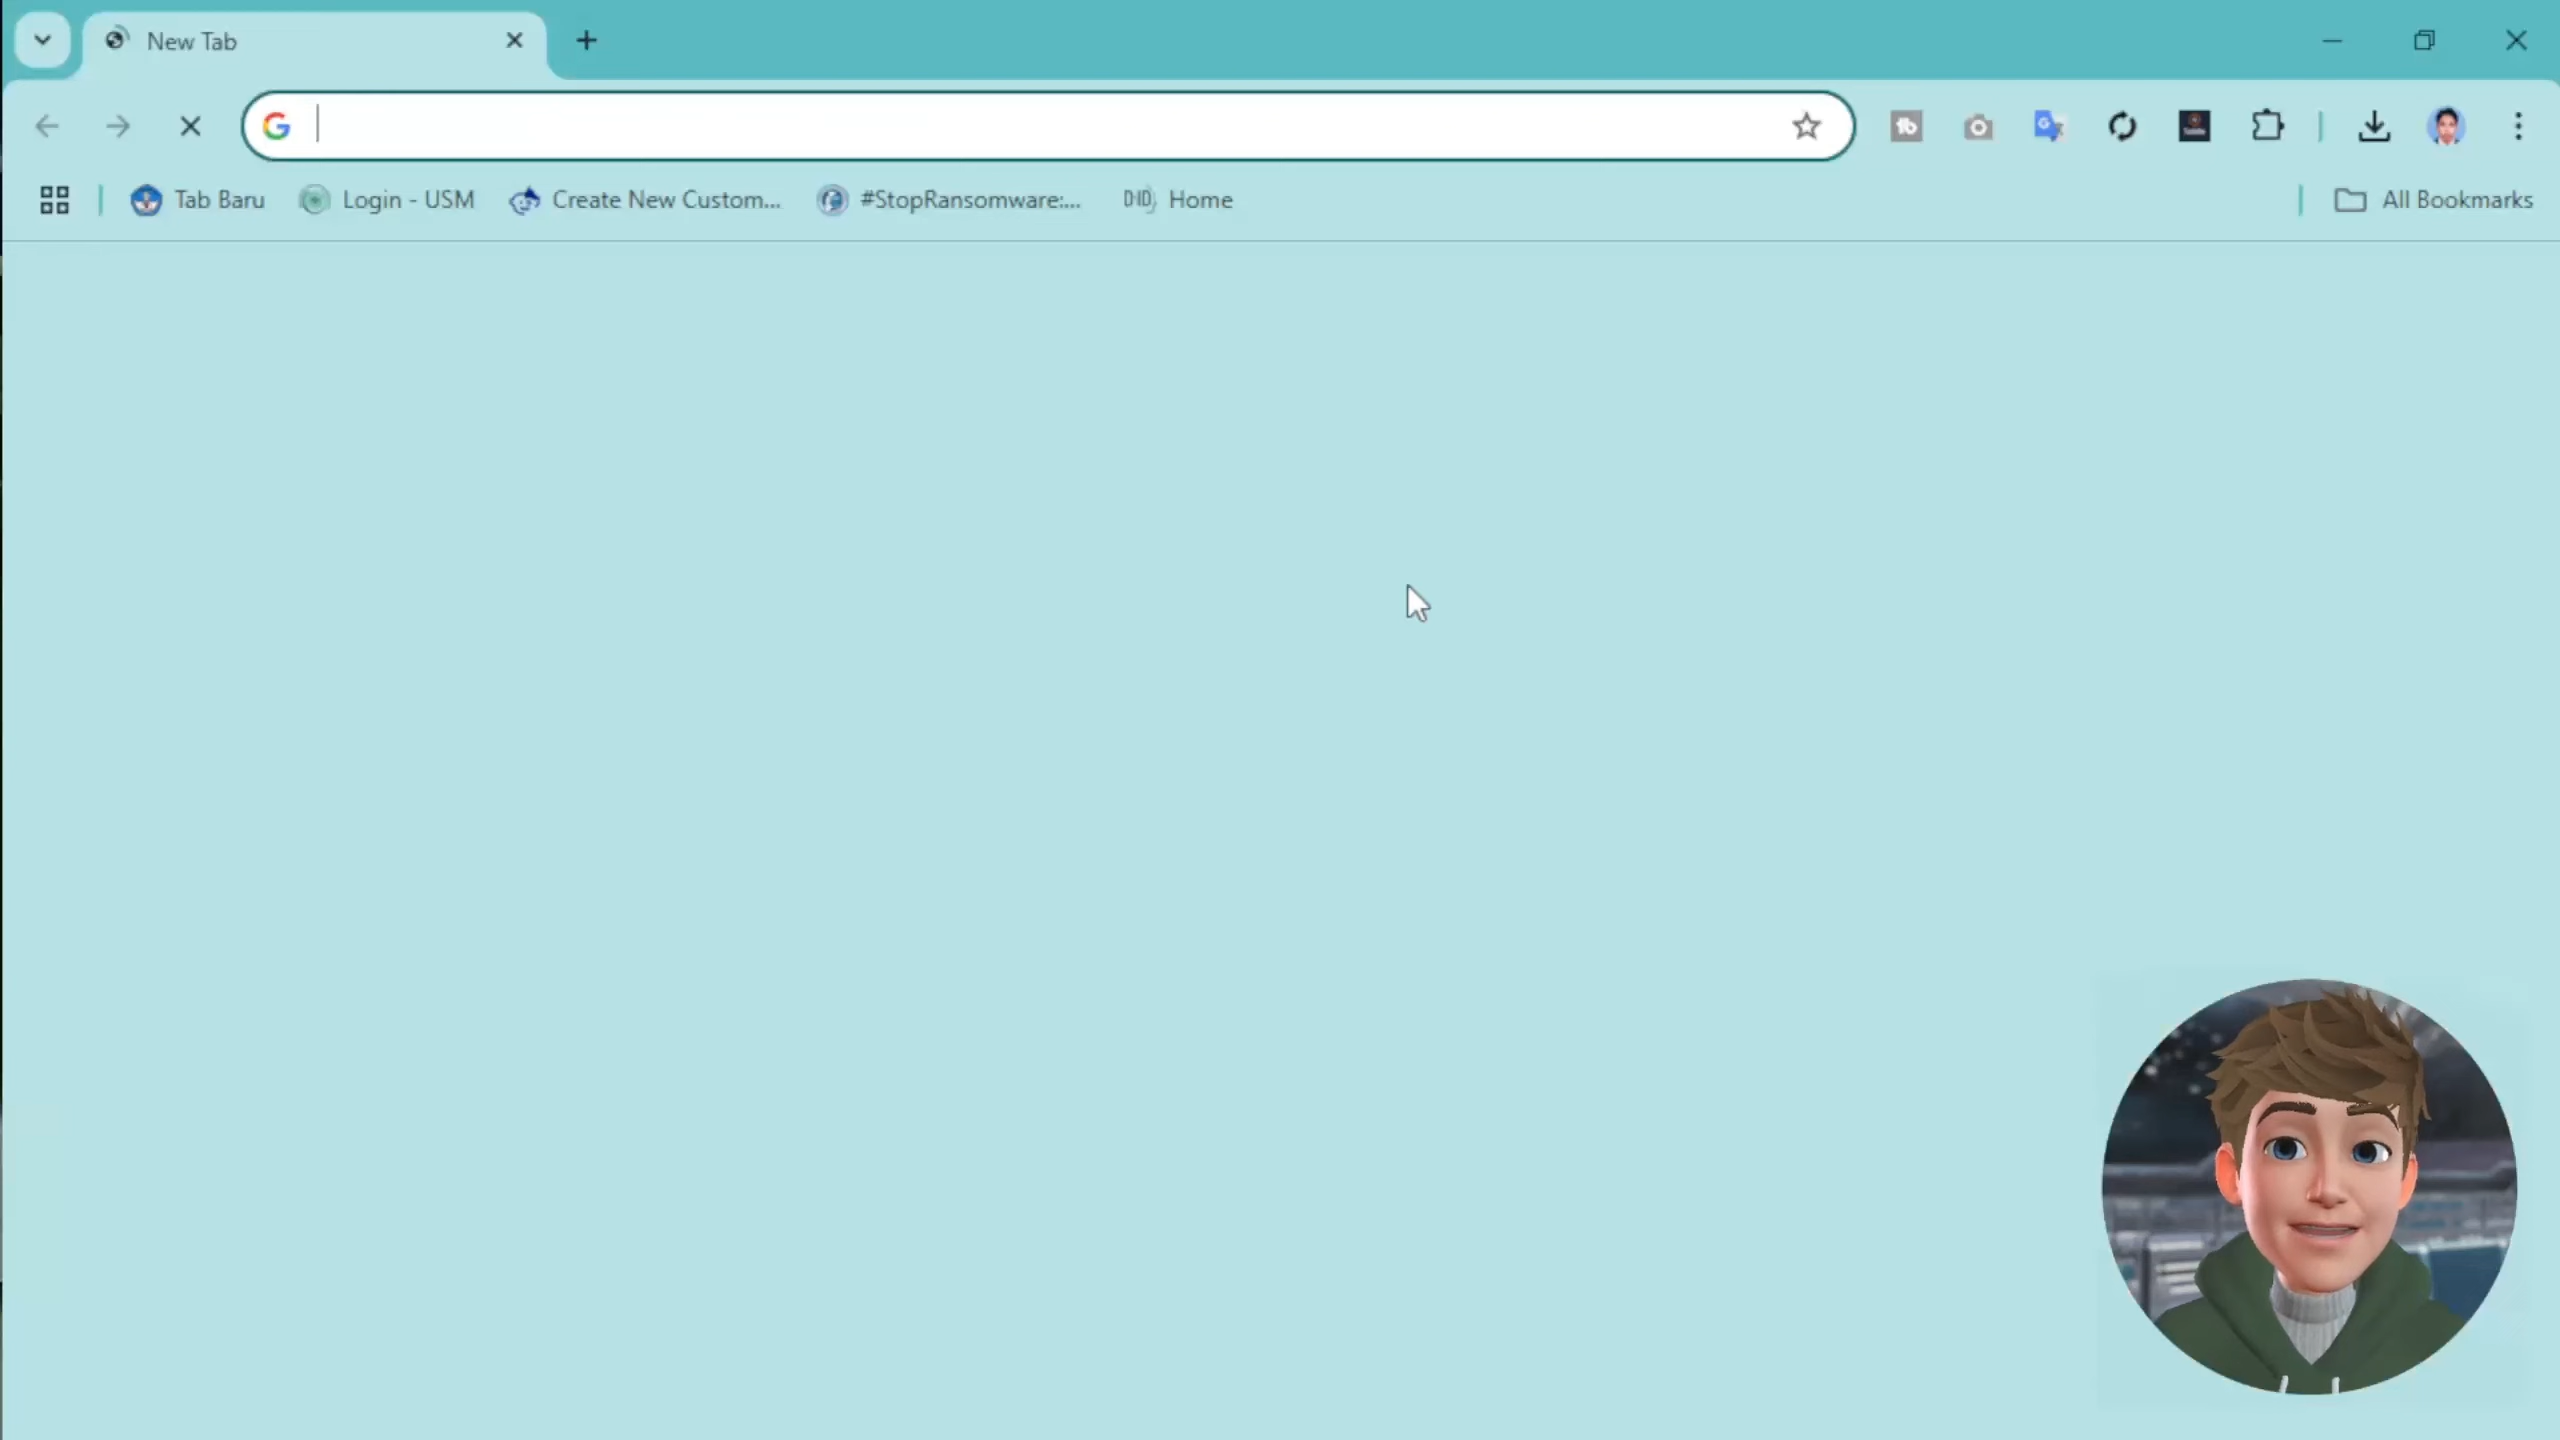 New Tab
Tab Baru
Login - USM
Create New Custom...
#StopRansomware:...
Home
All Bookmarks